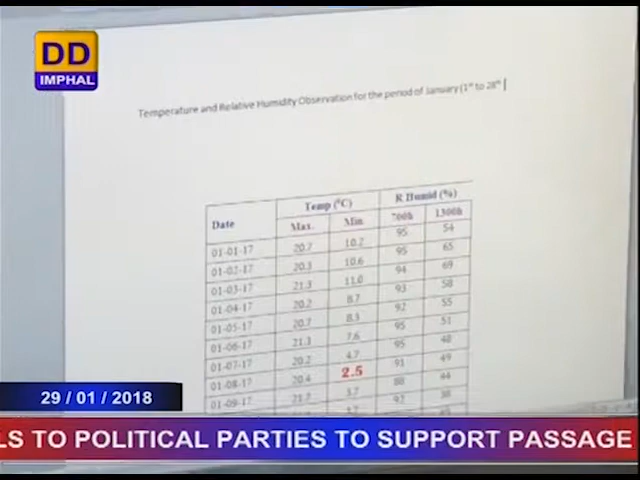 DD
IMPHAL
Temperature and Relative Humidity Observation for the period of January (1st to 28th)
Date Temp (°C) R Humid (%)
Max. Min 700h 1300h
01-01-17 20.7 10.2 95 54
01-02-17 20.3 10.6 95 65
01-03-17 21.3 11.0 94 69
01-04-17 20.2 8.7 93 58
01-05-17 20.7 8.3 92 55
01-06-17 21.3 7.6 95 51
01-07-17 20.2 4.7 95
01-08-17 20.4 2.5 49
01-09-17 44
29 / 01 / 2018
LS TO POLITICAL PARTIES TO SUPPORT PASSAGE